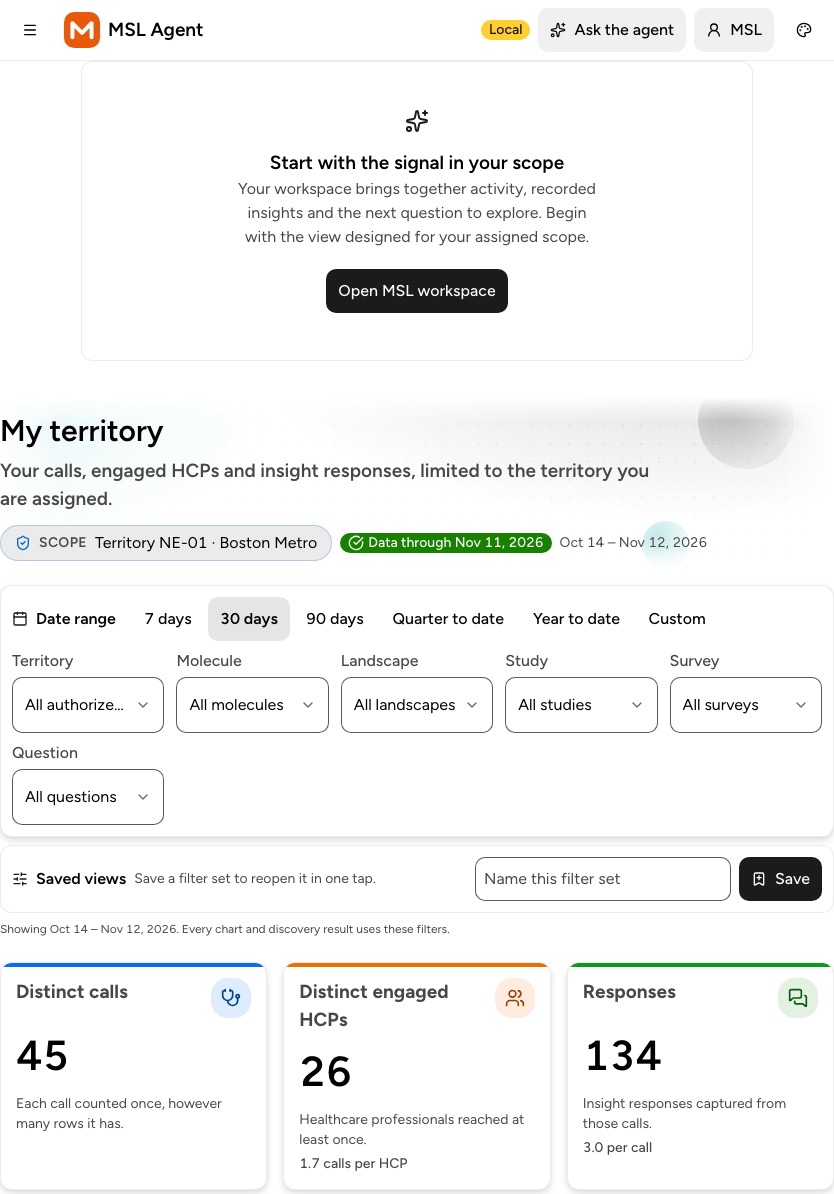 MSL Agent
Local
Ask the agent
MSL
Start with the signal in your scope
Your workspace brings together activity, recorded
insights and the next question to explore. Begin
with the view designed for your assigned scope.
Open MSL workspace
My territory
Your calls, engaged HCPs and insight responses, limited to the territory you
are assigned.
SCOPE Territory NE-01 · Boston Metro
Data through Nov 11, 2026
Oct 14 – Nov 12, 2026
Date range
7 days
30 days
90 days
Quarter to date
Year to date
Custom
Territory
Molecule
Landscape
Study
Survey
All authorize...
All molecules
All landscapes
All studies
All surveys
Question
All questions
Saved views
Save a filter set to reopen it in one tap.
Name this filter set
Save
Showing Oct 14 – Nov 12, 2026. Every chart and discovery result uses these filters.
Distinct calls
45
Each call counted once, however
many rows it has.
Distinct engaged
HCPs
26
Healthcare professionals reached at
least once.
1.7 calls per HCP
Responses
134
Insight responses captured from
those calls.
3.0 per call